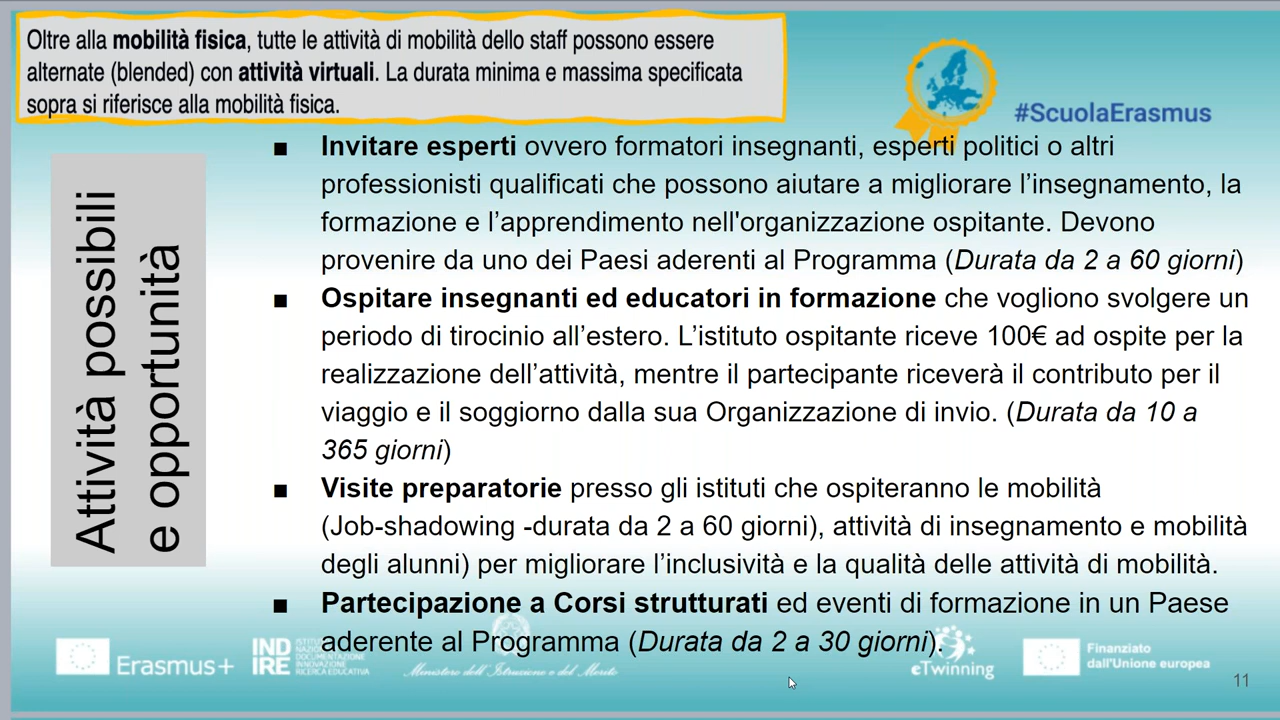 Oltre alla mobilità fisica, tutte le attività di mobilità dello staff possono essere
alternate (blended) con attività virtuali. La durata minima e massima specificata
sopra si riferisce alla mobilità fisica.
#ScuolaErasmus
Attività possibili
e opportunità
■ Invitare esperti ovvero formatori insegnanti, esperti politici o altri
professionisti qualificati che possono aiutare a migliorare l’insegnamento, la
formazione e l’apprendimento nell'organizzazione ospitante. Devono
provenire da uno dei Paesi aderenti al Programma (Durata da 2 a 60 giorni)
■ Ospitare insegnanti ed educatori in formazione che vogliono svolgere un
periodo di tirocinio all’estero. L’istituto ospitante riceve 100€ ad ospite per la
realizzazione dell’attività, mentre il partecipante riceverà il contributo per il
viaggio e il soggiorno dalla sua Organizzazione di invio. (Durata da 10 a
365 giorni)
■ Visite preparatorie presso gli istituti che ospiteranno le mobilità
(Job-shadowing -durata da 2 a 60 giorni), attività di insegnamento e mobilità
degli alunni) per migliorare l’inclusività e la qualità delle attività di mobilità.
■ Partecipazione a Corsi strutturati ed eventi di formazione in un Paese
aderente al Programma (Durata da 2 a 30 giorni).
Erasmus+
INDIRE
DOCUMENTAZIONE
INNOVAZIONE
RICERCA EDUCATIVA
Ministero dell'Istruzione e del Merito
eTwinning
Finanziato
dall'Unione europea
11